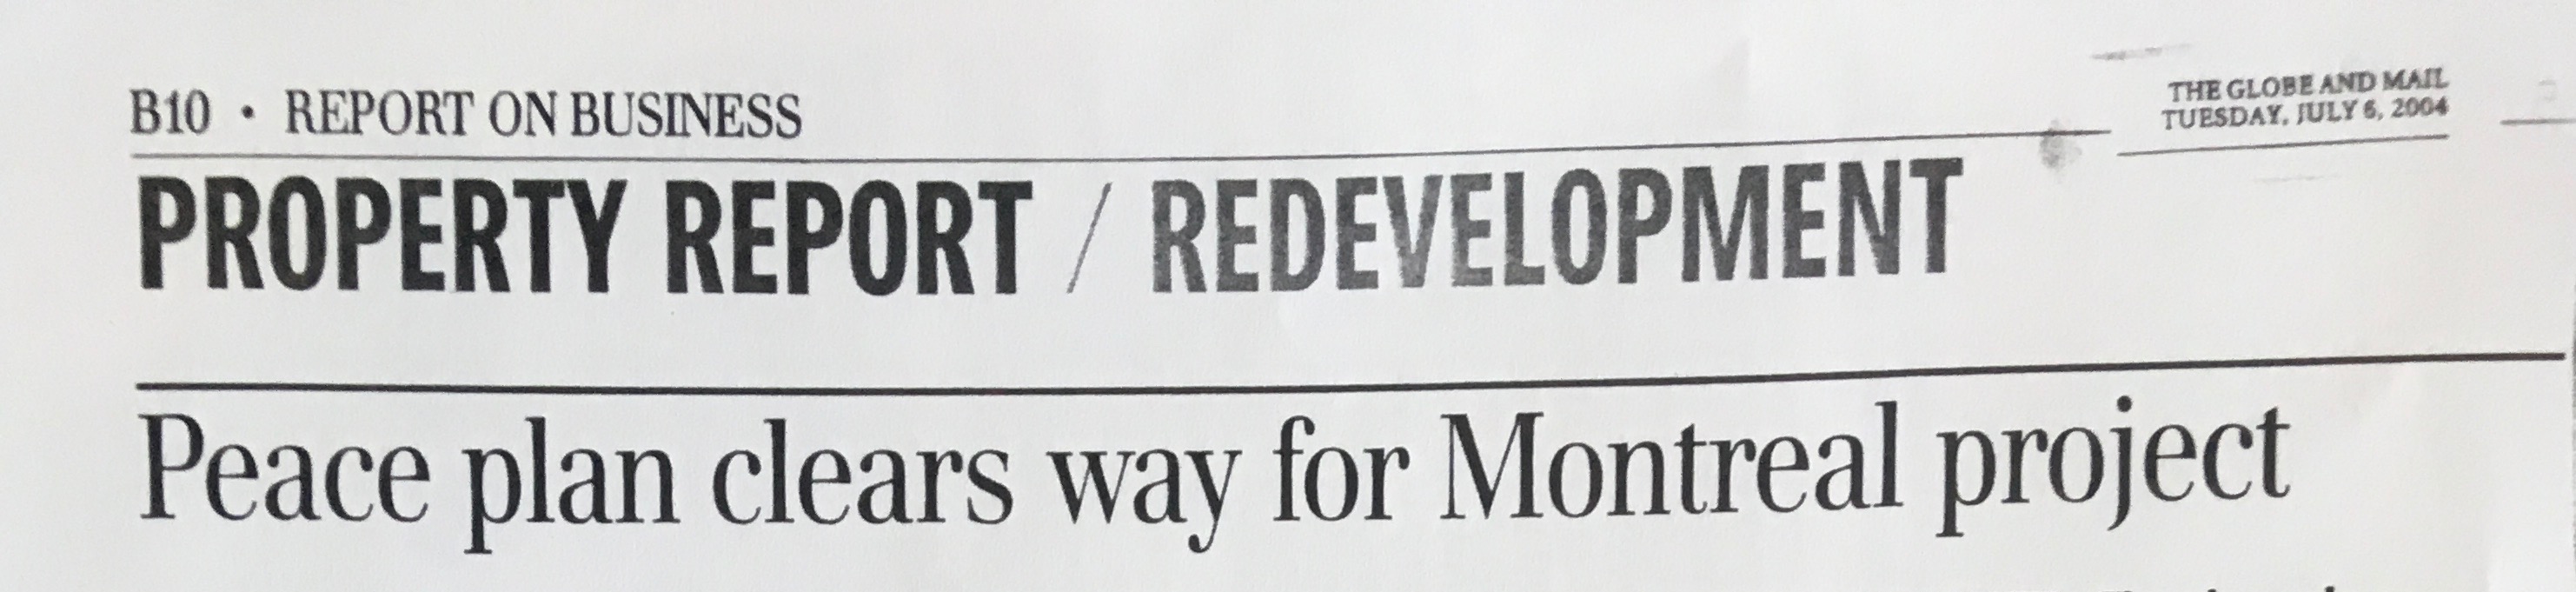 B10 • REPORT ON BUSINESS
THE GLOBE AND MAIL
TUESDAY, JULY 6, 2004
PROPERTY REPORT / REDEVELOPMENT
Peace plan clears way for Montreal project